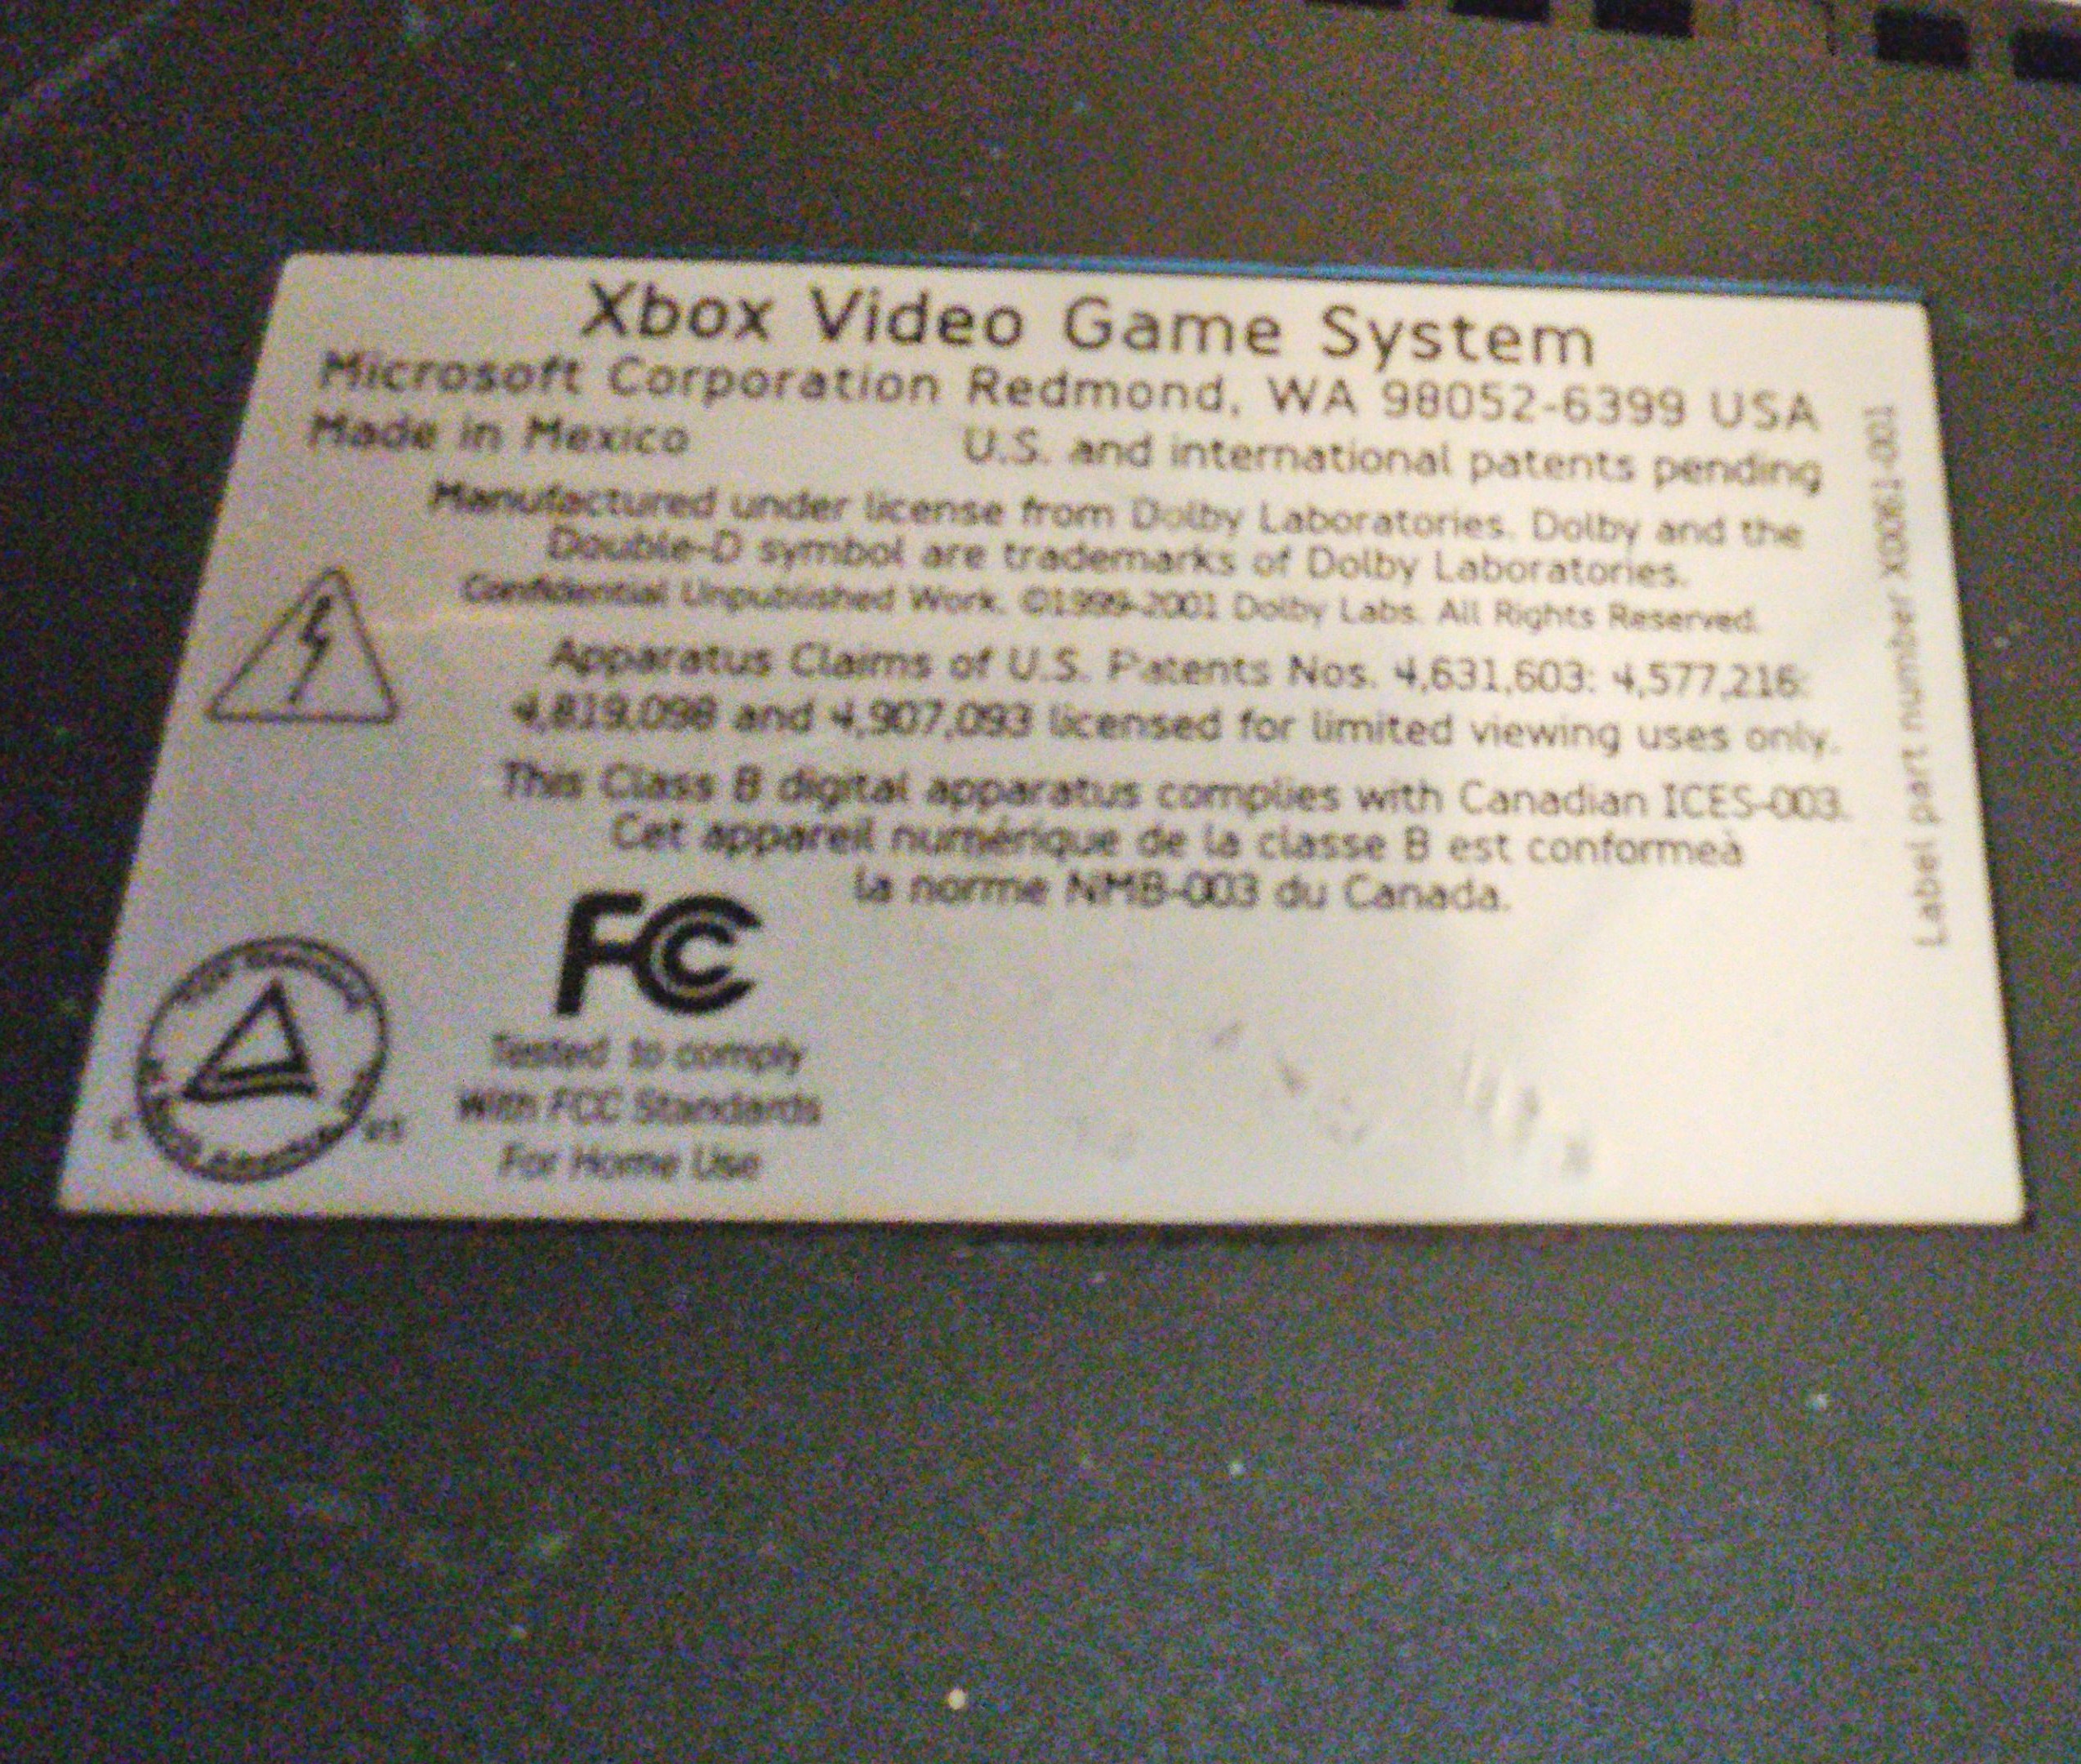 Xbox Video Game System
Microsoft Corporation Redmond, WA 98052-6399 USA
Made in Mexico U.S. and international patents pending
Manufactured under license from Dolby Laboratories. Dolby and the
Double-D symbol are trademarks of Dolby Laboratories.
Confidential Unpublished Work. ©1999-2001 Dolby Labs. All Rights Reserved.
Apparatus Claims of U.S. Patents Nos. 4,631,603: 4,577,216:
4,819,098 and 4,907,093 licensed for limited viewing uses only.
This Class B digital apparatus complies with Canadian ICES-003.
Cet appareil numérique de la classe B est conformeà
la norme NMB-003 du Canada.
FC
Tested to comply
With FCC Standards
For Home Use
Label part number X00061-001